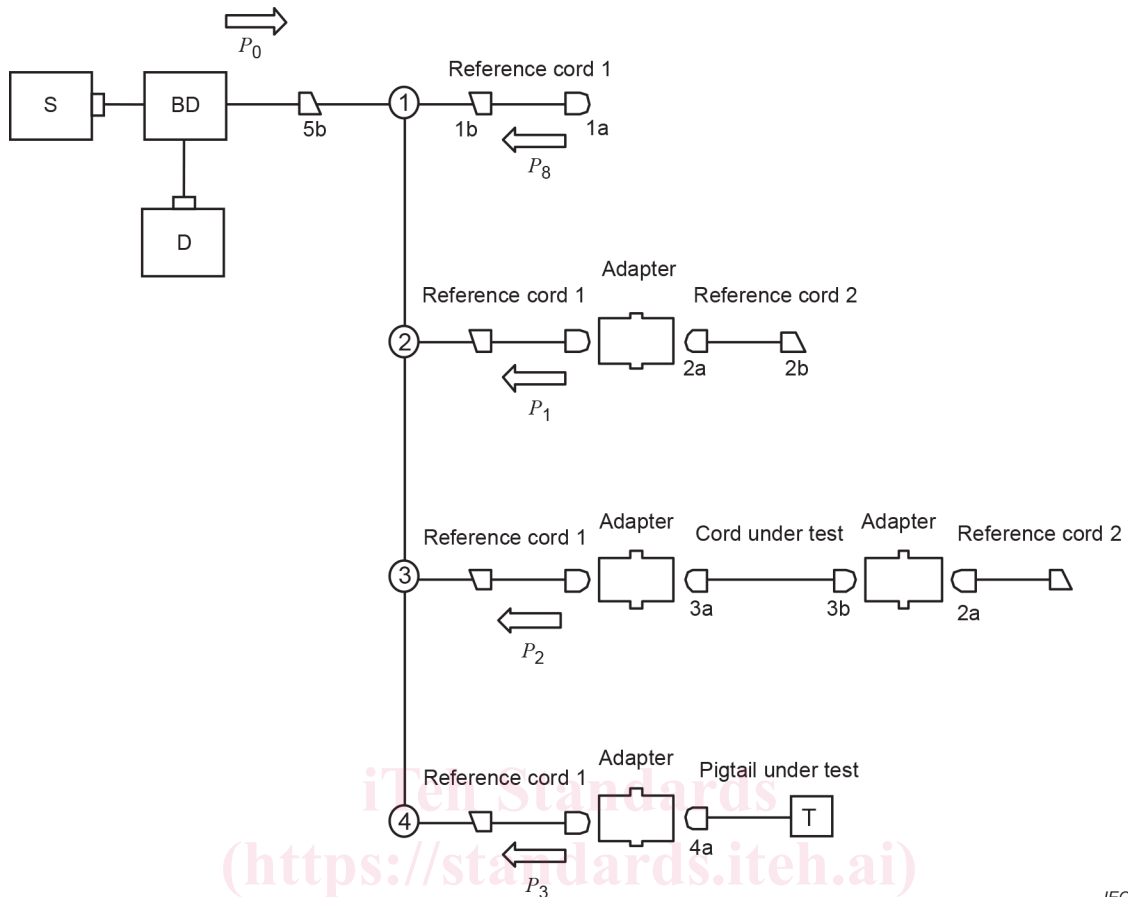 P0
Reference cord 1
S
BD
5b
1
1b
1a
P8
D
Adapter
Reference cord 1
Reference cord 2
2
2a
2b
P1
Adapter
Cord under test
Adapter
Reference cord 1
Reference cord 2
3
3a
3b
2a
P2
Adapter
Pigtail under test
Reference cord 1
iTeh Standards
4
T
4a
(https://standards.iteh.ai)
P3
IEC